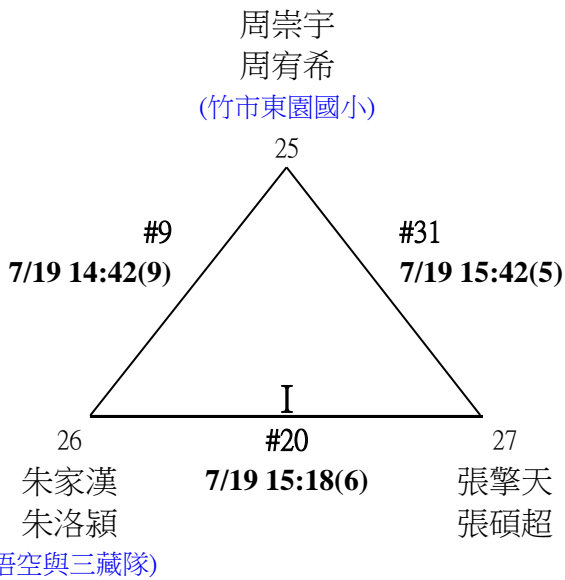 周崇宇
周宥希
(竹市東園國小)
25
#9
#31
7/19 14:42(9)
7/19 15:42(5)
I
26
#20
27
朱家漢
7/19 15:18(6)
張擎天
朱洛穎
張碩超
悟空與三藏隊)